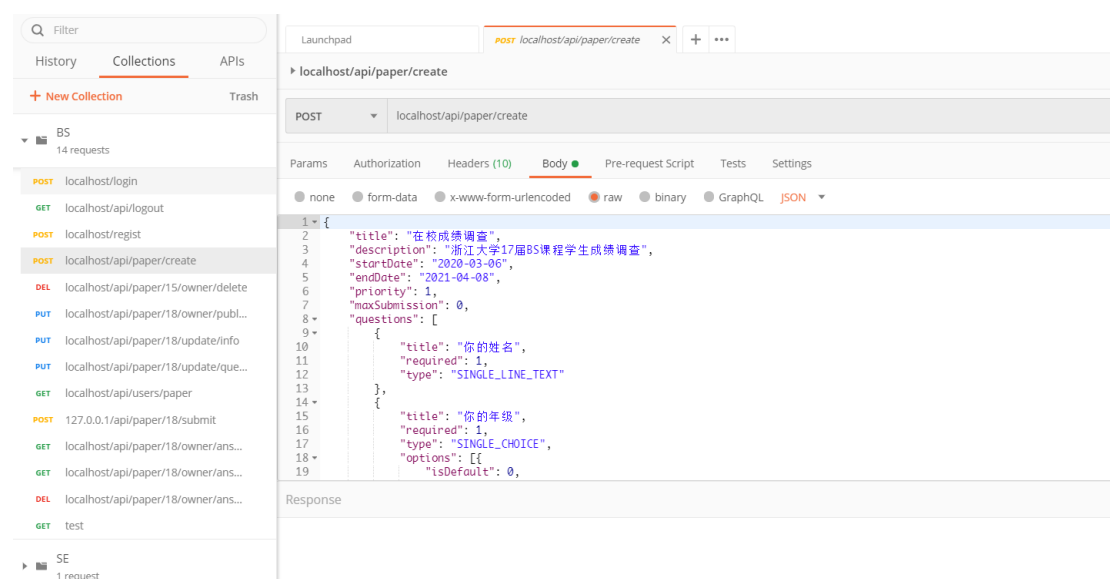 Filter
History Collections APIs
+ New Collection Trash
BS
14 requests
POST localhost/login
GET localhost/api/logout
POST localhost/regist
POST localhost/api/paper/create
DEL localhost/api/paper/15/owner/delete
PUT localhost/api/paper/18/owner/publ...
PUT localhost/api/paper/18/update/info
PUT localhost/api/paper/18/update/que...
GET localhost/api/users/paper
POST 127.0.0.1/api/paper/18/submit
GET localhost/api/paper/18/owner/ans...
GET localhost/api/paper/18/owner/ans...
DEL localhost/api/paper/18/owner/ans...
GET test
SE
1 request
Launchpad POST localhost/api/paper/create
localhost/api/paper/create
POST localhost/api/paper/create
Params Authorization Headers (10) Body Pre-request Script Tests Settings
none form-data x-www-form-urlencoded raw binary GraphQL JSON
1 {
2 "title": "在校成绩调查",
3 "description": "浙江大学17届BS课程学生成绩调查",
4 "startDate": "2020-03-06",
5 "endDate": "2021-04-08",
6 "priority": 1,
7 "maxSubmission": 0,
8 "questions": [
9 {
10 "title": "你的姓名",
11 "required": 1,
12 "type": "SINGLE_LINE_TEXT"
13 },
14 {
15 "title": "你的年级",
16 "required": 1,
17 "type": "SINGLE_CHOICE",
18 "options": [{
19 "isDefault": 0,
Response